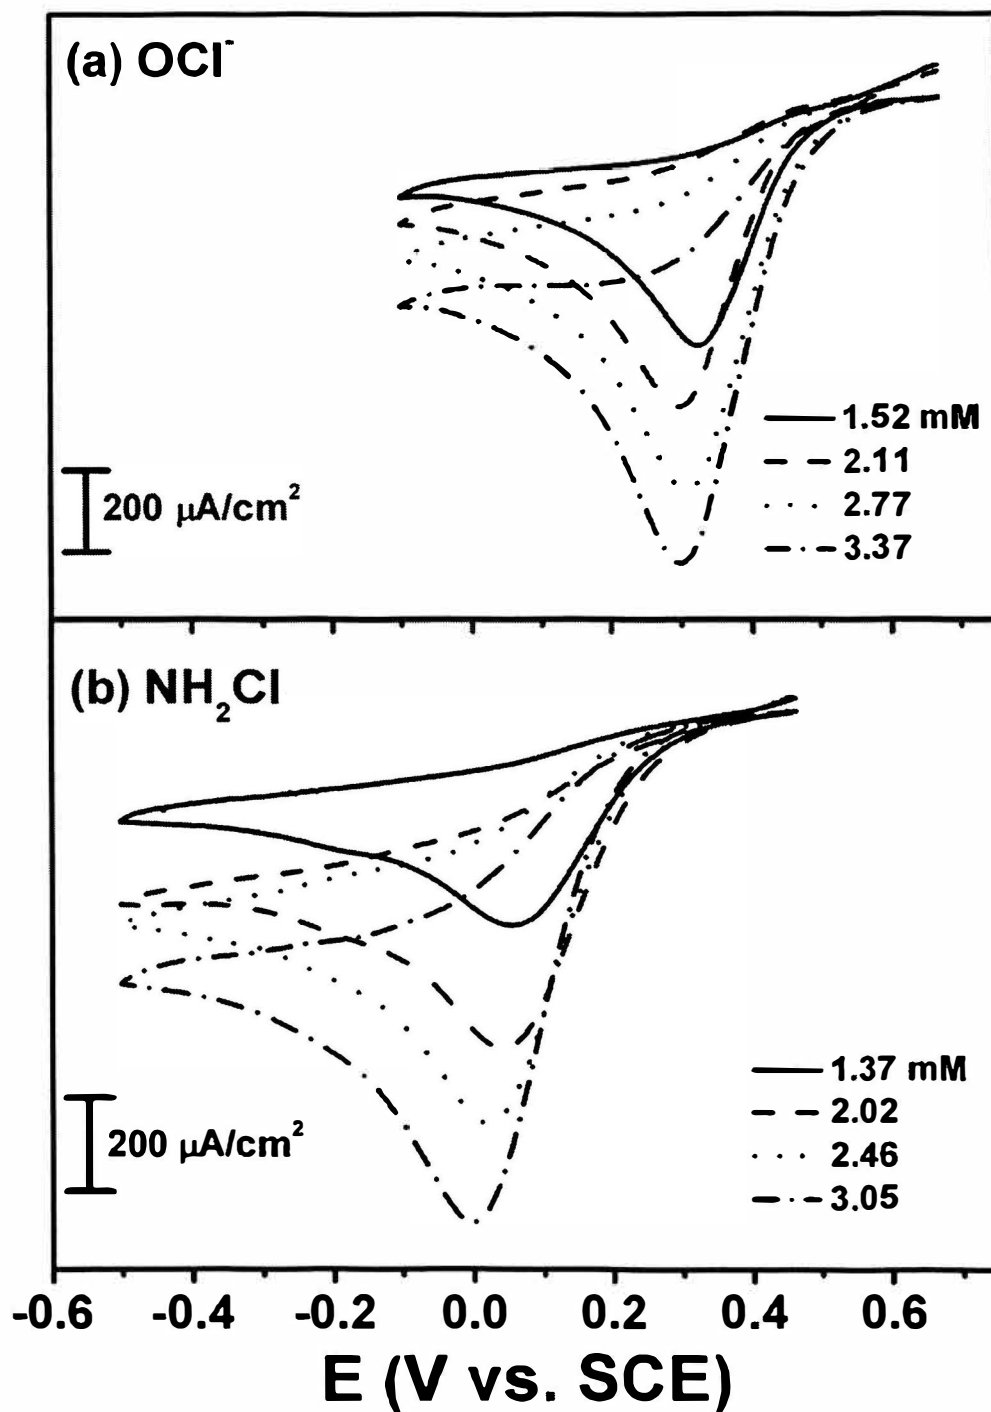 (a) OCl⁻
1.52 mM
2.11
2.77
3.37
200 μA/cm²
(b) NH₂Cl
1.37 mM
2.02
2.46
3.05
200 μA/cm²
-0.6 -0.4 -0.2 0.0 0.2 0.4 0.6
E (V vs. SCE)